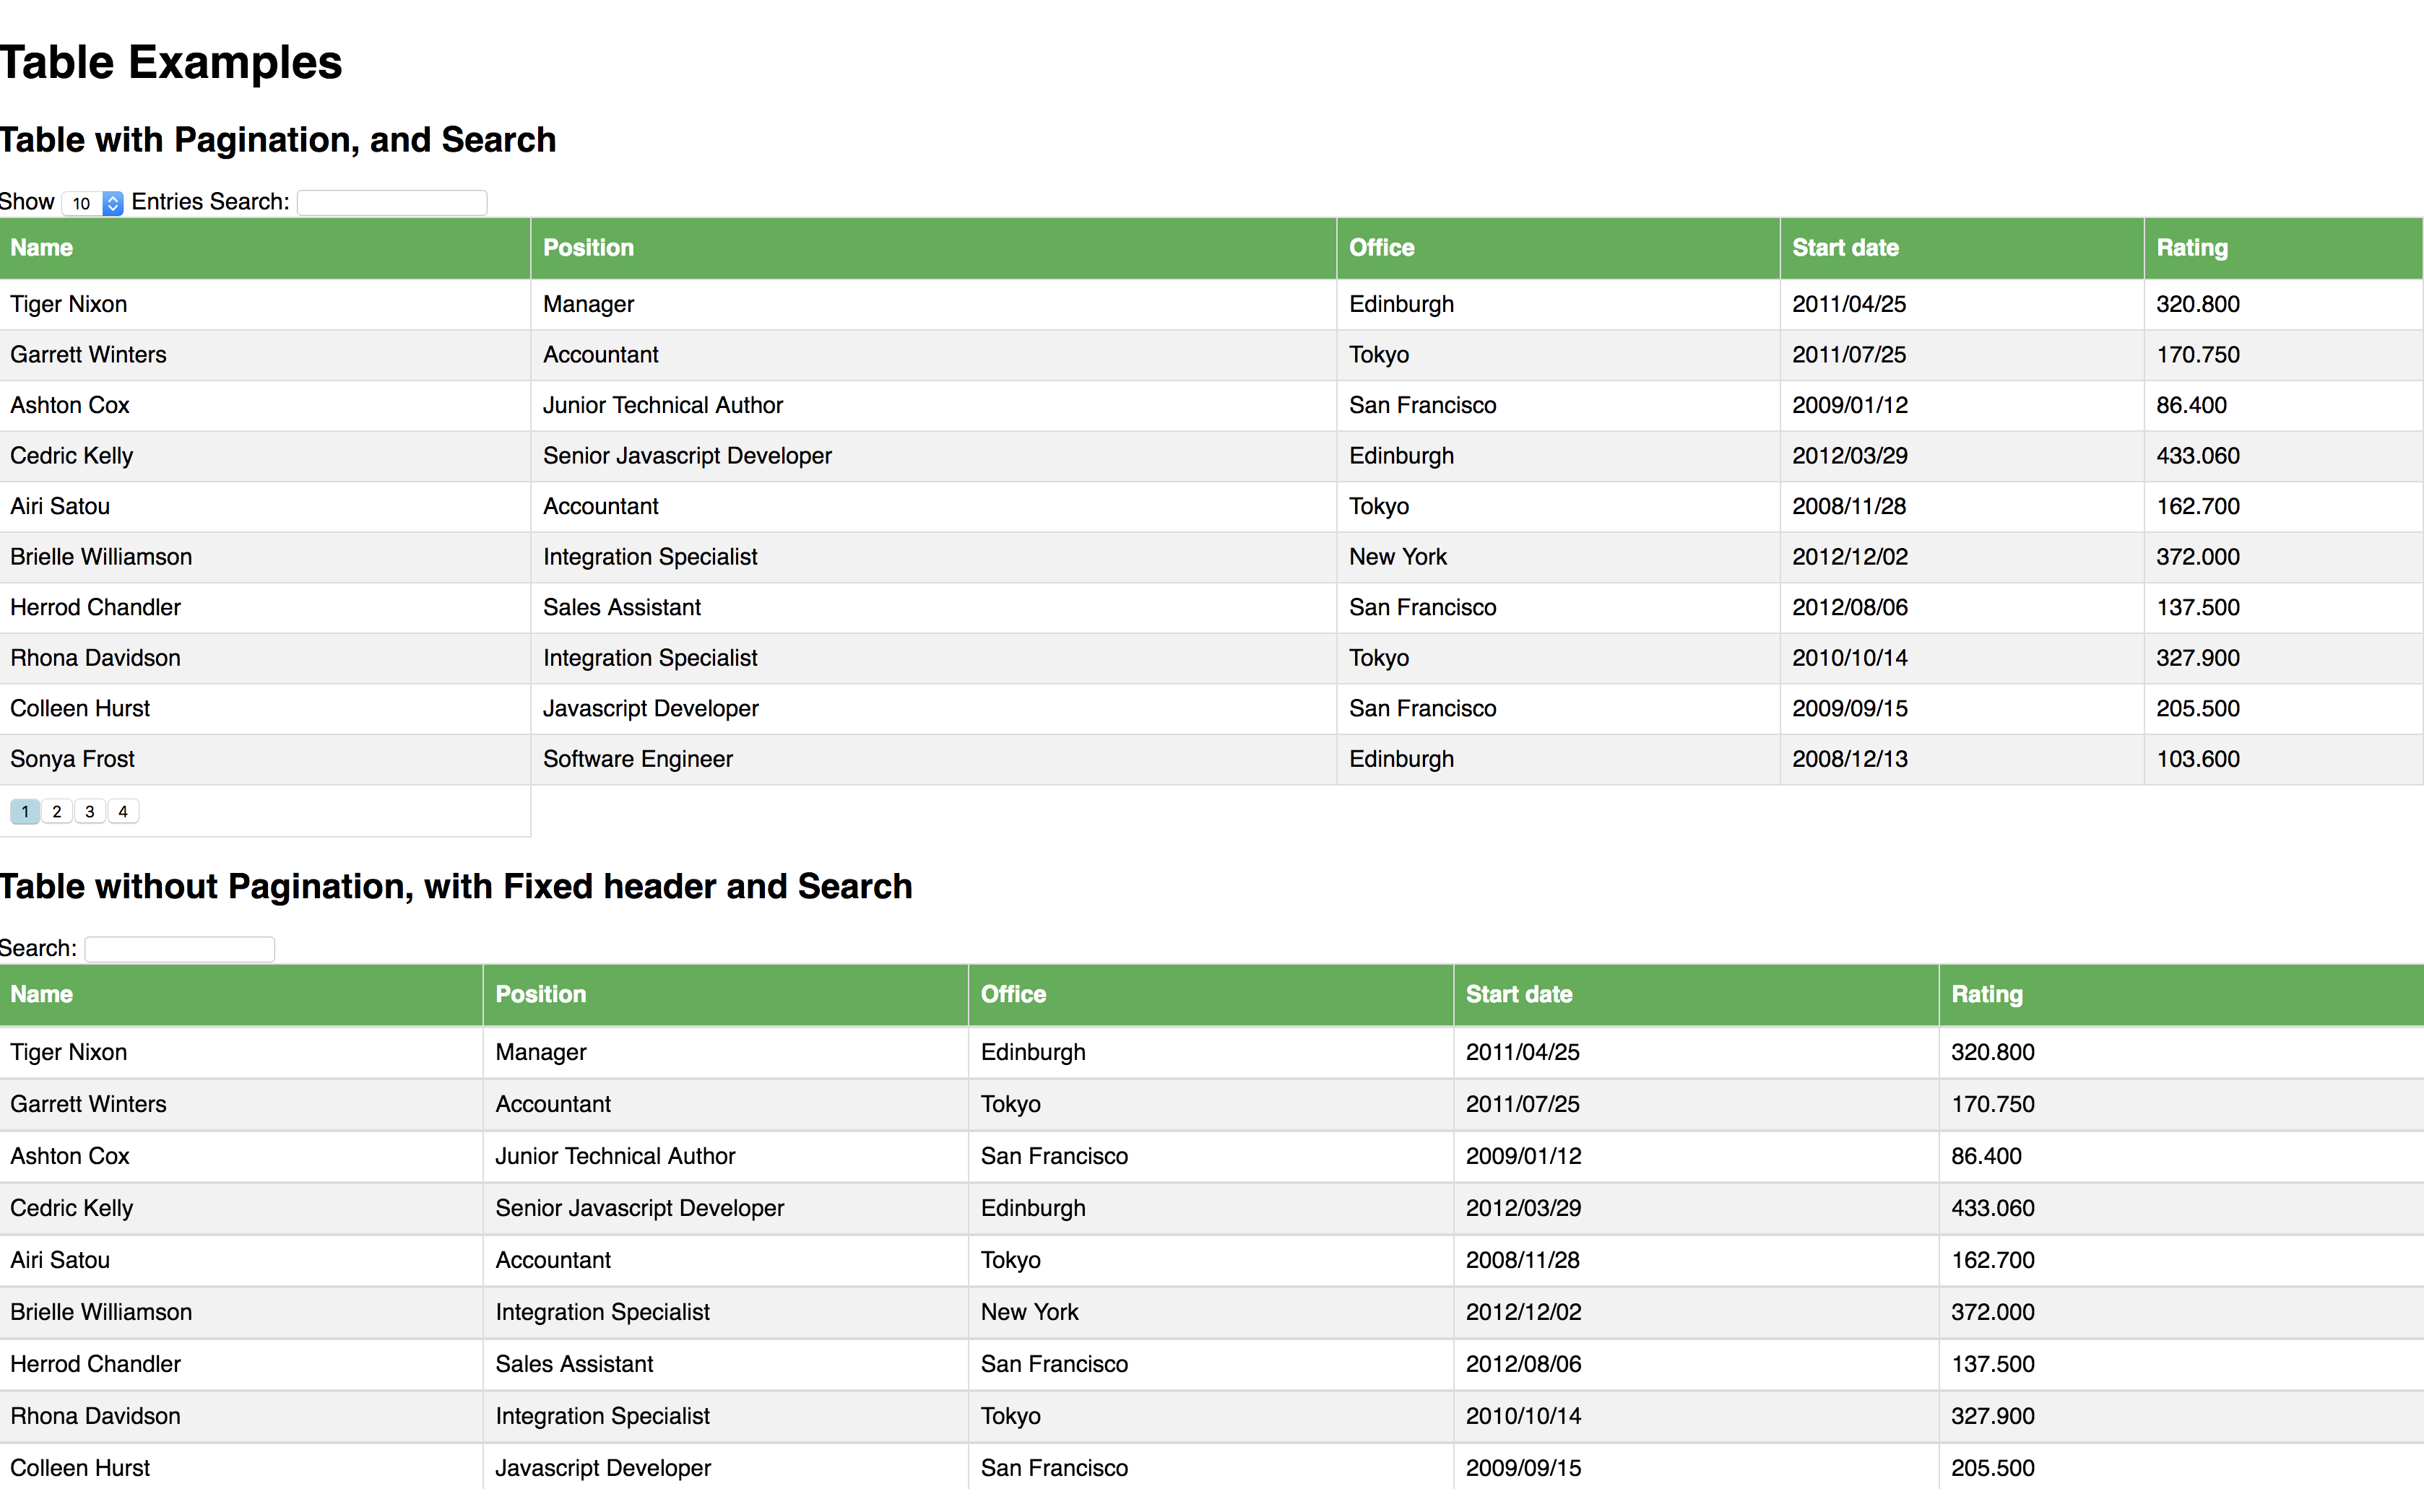 Table Examples
Table with Pagination, and Search
Show 10 Entries Search:
Name Position Office Start date Rating
Tiger Nixon Manager Edinburgh 2011/04/25 320.800
Garrett Winters Accountant Tokyo 2011/07/25 170.750
Ashton Cox Junior Technical Author San Francisco 2009/01/12 86.400
Cedric Kelly Senior Javascript Developer Edinburgh 2012/03/29 433.060
Airi Satou Accountant Tokyo 2008/11/28 162.700
Brielle Williamson Integration Specialist New York 2012/12/02 372.000
Herrod Chandler Sales Assistant San Francisco 2012/08/06 137.500
Rhona Davidson Integration Specialist Tokyo 2010/10/14 327.900
Colleen Hurst Javascript Developer San Francisco 2009/09/15 205.500
Sonya Frost Software Engineer Edinburgh 2008/12/13 103.600
1 2 3 4
Table without Pagination, with Fixed header and Search
Search:
Name Position Office Start date Rating
Tiger Nixon Manager Edinburgh 2011/04/25 320.800
Garrett Winters Accountant Tokyo 2011/07/25 170.750
Ashton Cox Junior Technical Author San Francisco 2009/01/12 86.400
Cedric Kelly Senior Javascript Developer Edinburgh 2012/03/29 433.060
Airi Satou Accountant Tokyo 2008/11/28 162.700
Brielle Williamson Integration Specialist New York 2012/12/02 372.000
Herrod Chandler Sales Assistant San Francisco 2012/08/06 137.500
Rhona Davidson Integration Specialist Tokyo 2010/10/14 327.900
Colleen Hurst Javascript Developer San Francisco 2009/09/15 205.500